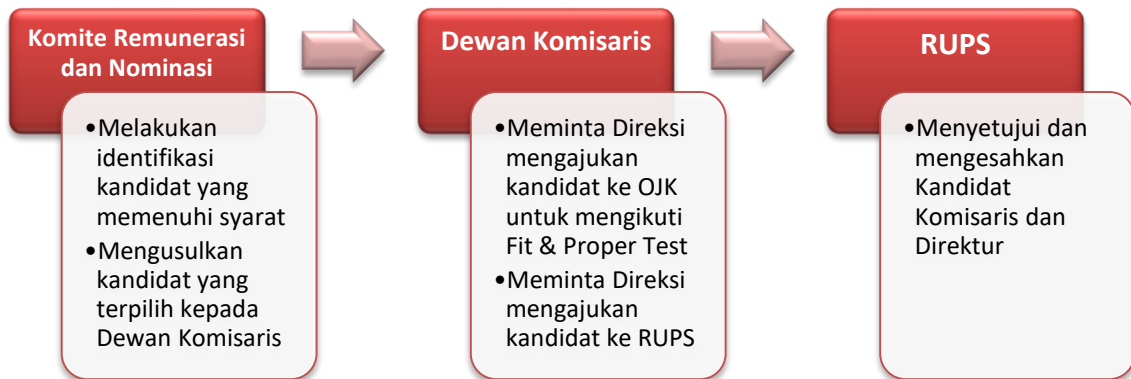 Komite Remunerasi
dan Nominasi
•Melakukan
identifikasi
kandidat yang
memenuhi syarat
•Mengusulkan
kandidat yang
terpilih kepada
Dewan Komisaris
Dewan Komisaris
•Meminta Direksi
mengajukan
kandidat ke OJK
untuk mengikuti
Fit & Proper Test
•Meminta Direksi
mengajukan
kandidat ke RUPS
RUPS
•Menyetujui dan
mengesahkan
Kandidat
Komisaris dan
Direktur